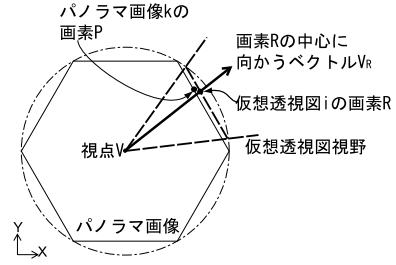 パノラマ画像kの
画素P
画素Rの中心に
向かうベクトルVR
仮想透視図iの画素R
視点V
仮想透視図視野
パノラマ画像
Y
X